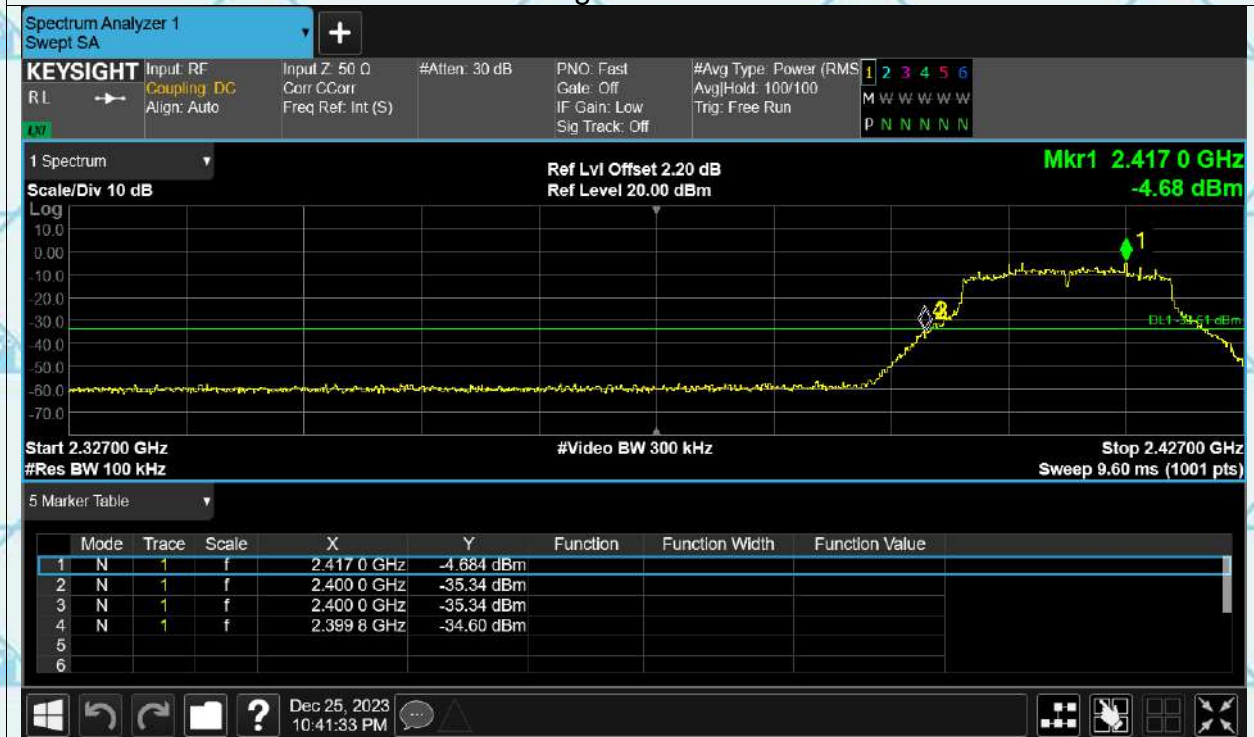 Spectrum Analyzer 1
Swept SA
KEYSIGHT Input: RF Input Z: 50 Ω #Atten: 30 dB PNO: Fast #Avg Type: Power (RMS 1 2 3 4 5 6
RL Coupling: DC Corr CCorr Gate: Off Avg|Hold: 100/100 M W W W W W
Align: Auto Freq Ref: Int (S) IF Gain: Low Trig: Free Run
LXI Sig Track: Off P N N N N N
1 Spectrum Ref Lvl Offset 2.20 dB Mkr1 2.417 0 GHz
Scale/Div 10 dB Ref Level 20.00 dBm -4.68 dBm
Log
10.0
0.00 1
-10.0
-20.0
-30.0
-40.0
-50.0
-60.0
-70.0
Start 2.32700 GHz #Video BW 300 kHz Stop 2.42700 GHz
#Res BW 100 kHz Sweep 9.60 ms (1001 pts)
5 Marker Table
Mode Trace Scale X Y Function Function Width Function Value
1 N 1 f 2.417 0 GHz -4.684 dBm
2 N 1 f 2.400 0 GHz -35.34 dBm
3 N 1 f 2.400 0 GHz -35.34 dBm
4 N 1 f 2.399 8 GHz -34.60 dBm
5
6
? Dec 25, 2023
10:41:33 PM